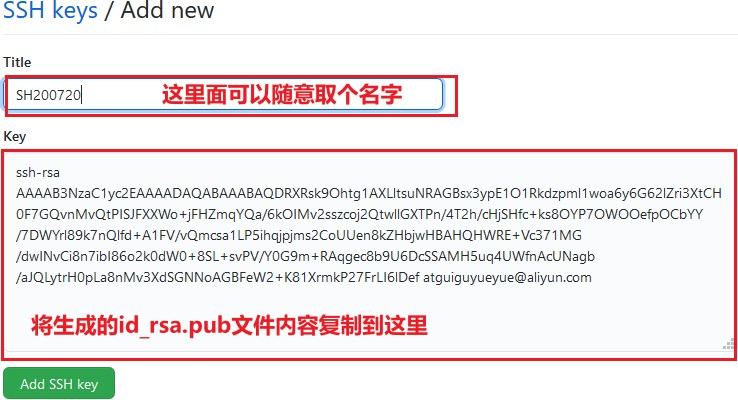 SSH keys / Add new
Title
SH200720
这里面可以随意取个名字
Key
ssh-rsa
AAAAB3NzaC1yc2EAAAADAQABAAABAQDRXRsk9Ohtg1AXLltsuNRAGBsx3ypE1O1Rkdzpml1woa6y6G62lZri3XtCH
0F7GQvnMvQtPISJFXXWo+jFHZmqYQa/6kOIMv2sszcoj2QtwllGXTPn/4T2h/cHjSHfc+ks8OYP7OWOOefpOCbYY
/7DWYrl89k7nQlfd+A1FV/vQmcsa1LP5ihqjpjms2CoUUen8kZHbjwHBAHQHWRE+Vc371MG
/dwINvCi8n7ibI86o2k0dW0+8SL+svPV/Y0G9m+RAqgec8b9U6DcSSAMH5uq4UWfnAcUNagb
/aJQLytrH0pLa8nMv3XdSGNNoAGBFeW2+K81XrmkP27FrLI6lDef atguiguyueyue@aliyun.com
将生成的id_rsa.pub文件内容复制到这里
Add SSH key